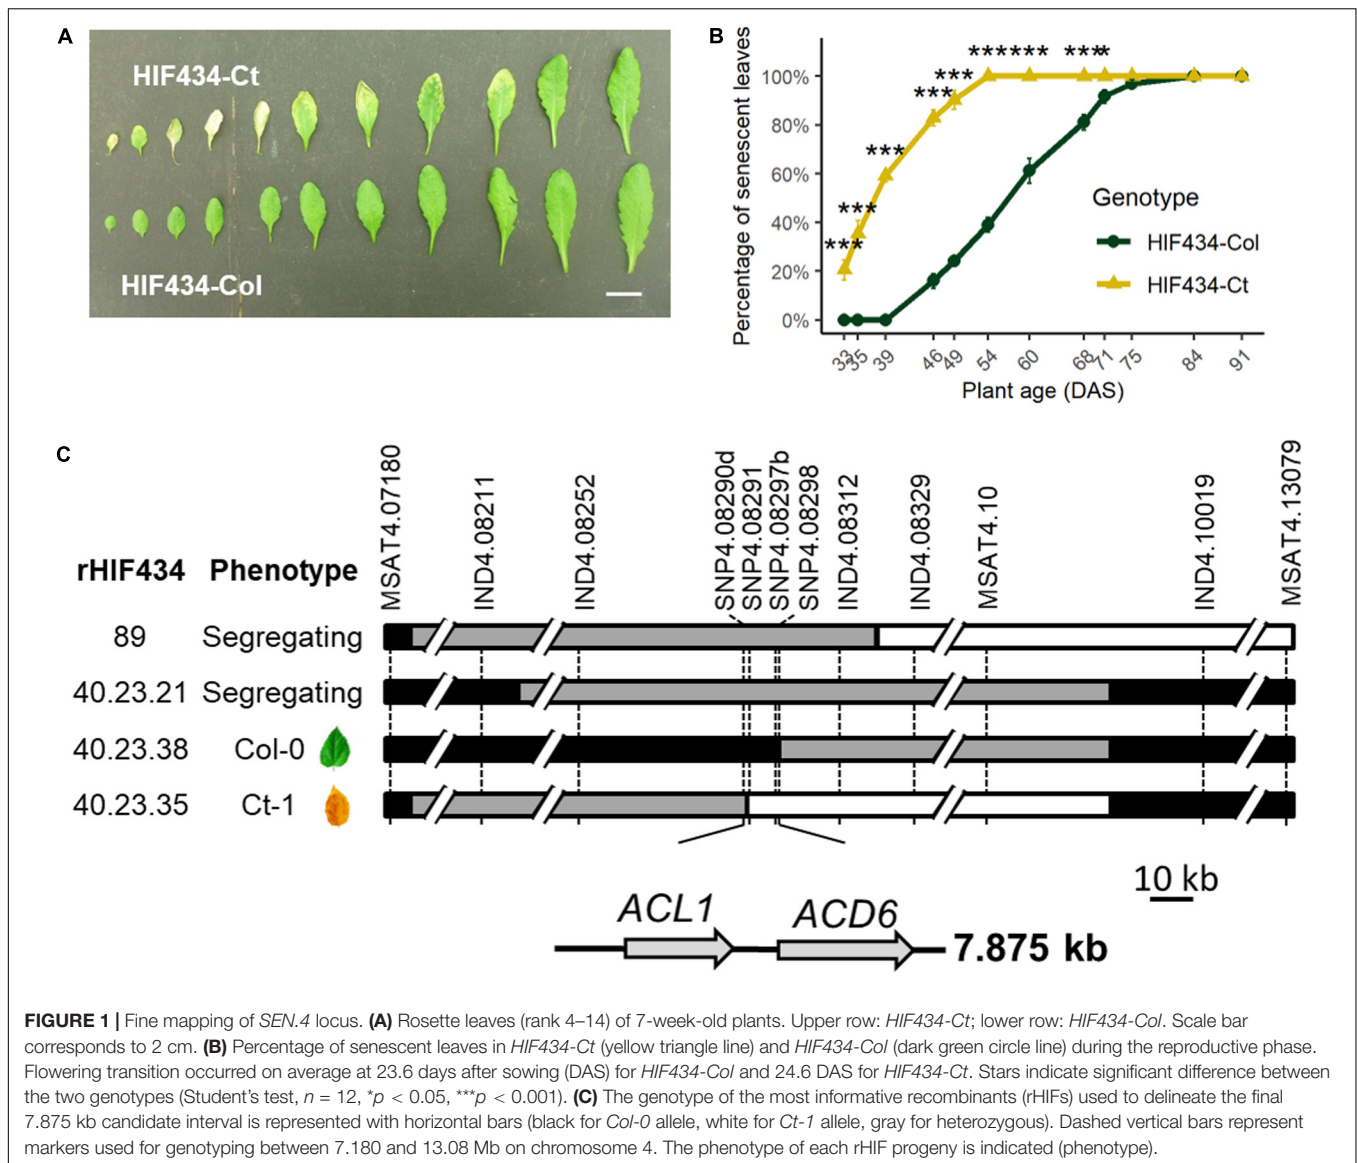 A
HIF434-Ct
HIF434-Col
B
Percentage of senescent leaves
100%
80%
60%
40%
20%
0%
*** *** *** *** *** ****** ****
33 35 39 46 49 54 60 68 71 75 84 91
Plant age (DAS)
Genotype
HIF434-Col
HIF434-Ct
C
MSAT4.07180
IND4.08211
IND4.08252
SNP4.08290d
SNP4.08291
SNP4.08297b
SNP4.08298
IND4.08312
IND4.08329
MSAT4.10
IND4.10019
MSAT4.13079
rHIF434 Phenotype
89 Segregating
40.23.21 Segregating
40.23.38 Col-0
40.23.35 Ct-1
10 kb
ACL1 ACD6
7.875 kb
FIGURE 1 | Fine mapping of SEN.4 locus. (A) Rosette leaves (rank 4–14) of 7-week-old plants. Upper row: HIF434-Ct; lower row: HIF434-Col. Scale bar
corresponds to 2 cm. (B) Percentage of senescent leaves in HIF434-Ct (yellow triangle line) and HIF434-Col (dark green circle line) during the reproductive phase.
Flowering transition occurred on average at 23.6 days after sowing (DAS) for HIF434-Col and 24.6 DAS for HIF434-Ct. Stars indicate significant difference between
the two genotypes (Student's test, n = 12, *p < 0.05, ***p < 0.001). (C) The genotype of the most informative recombinants (rHIFs) used to delineate the final
7.875 kb candidate interval is represented with horizontal bars (black for Col-0 allele, white for Ct-1 allele, gray for heterozygous). Dashed vertical bars represent
markers used for genotyping between 7.180 and 13.08 Mb on chromosome 4. The phenotype of each rHIF progeny is indicated (phenotype).